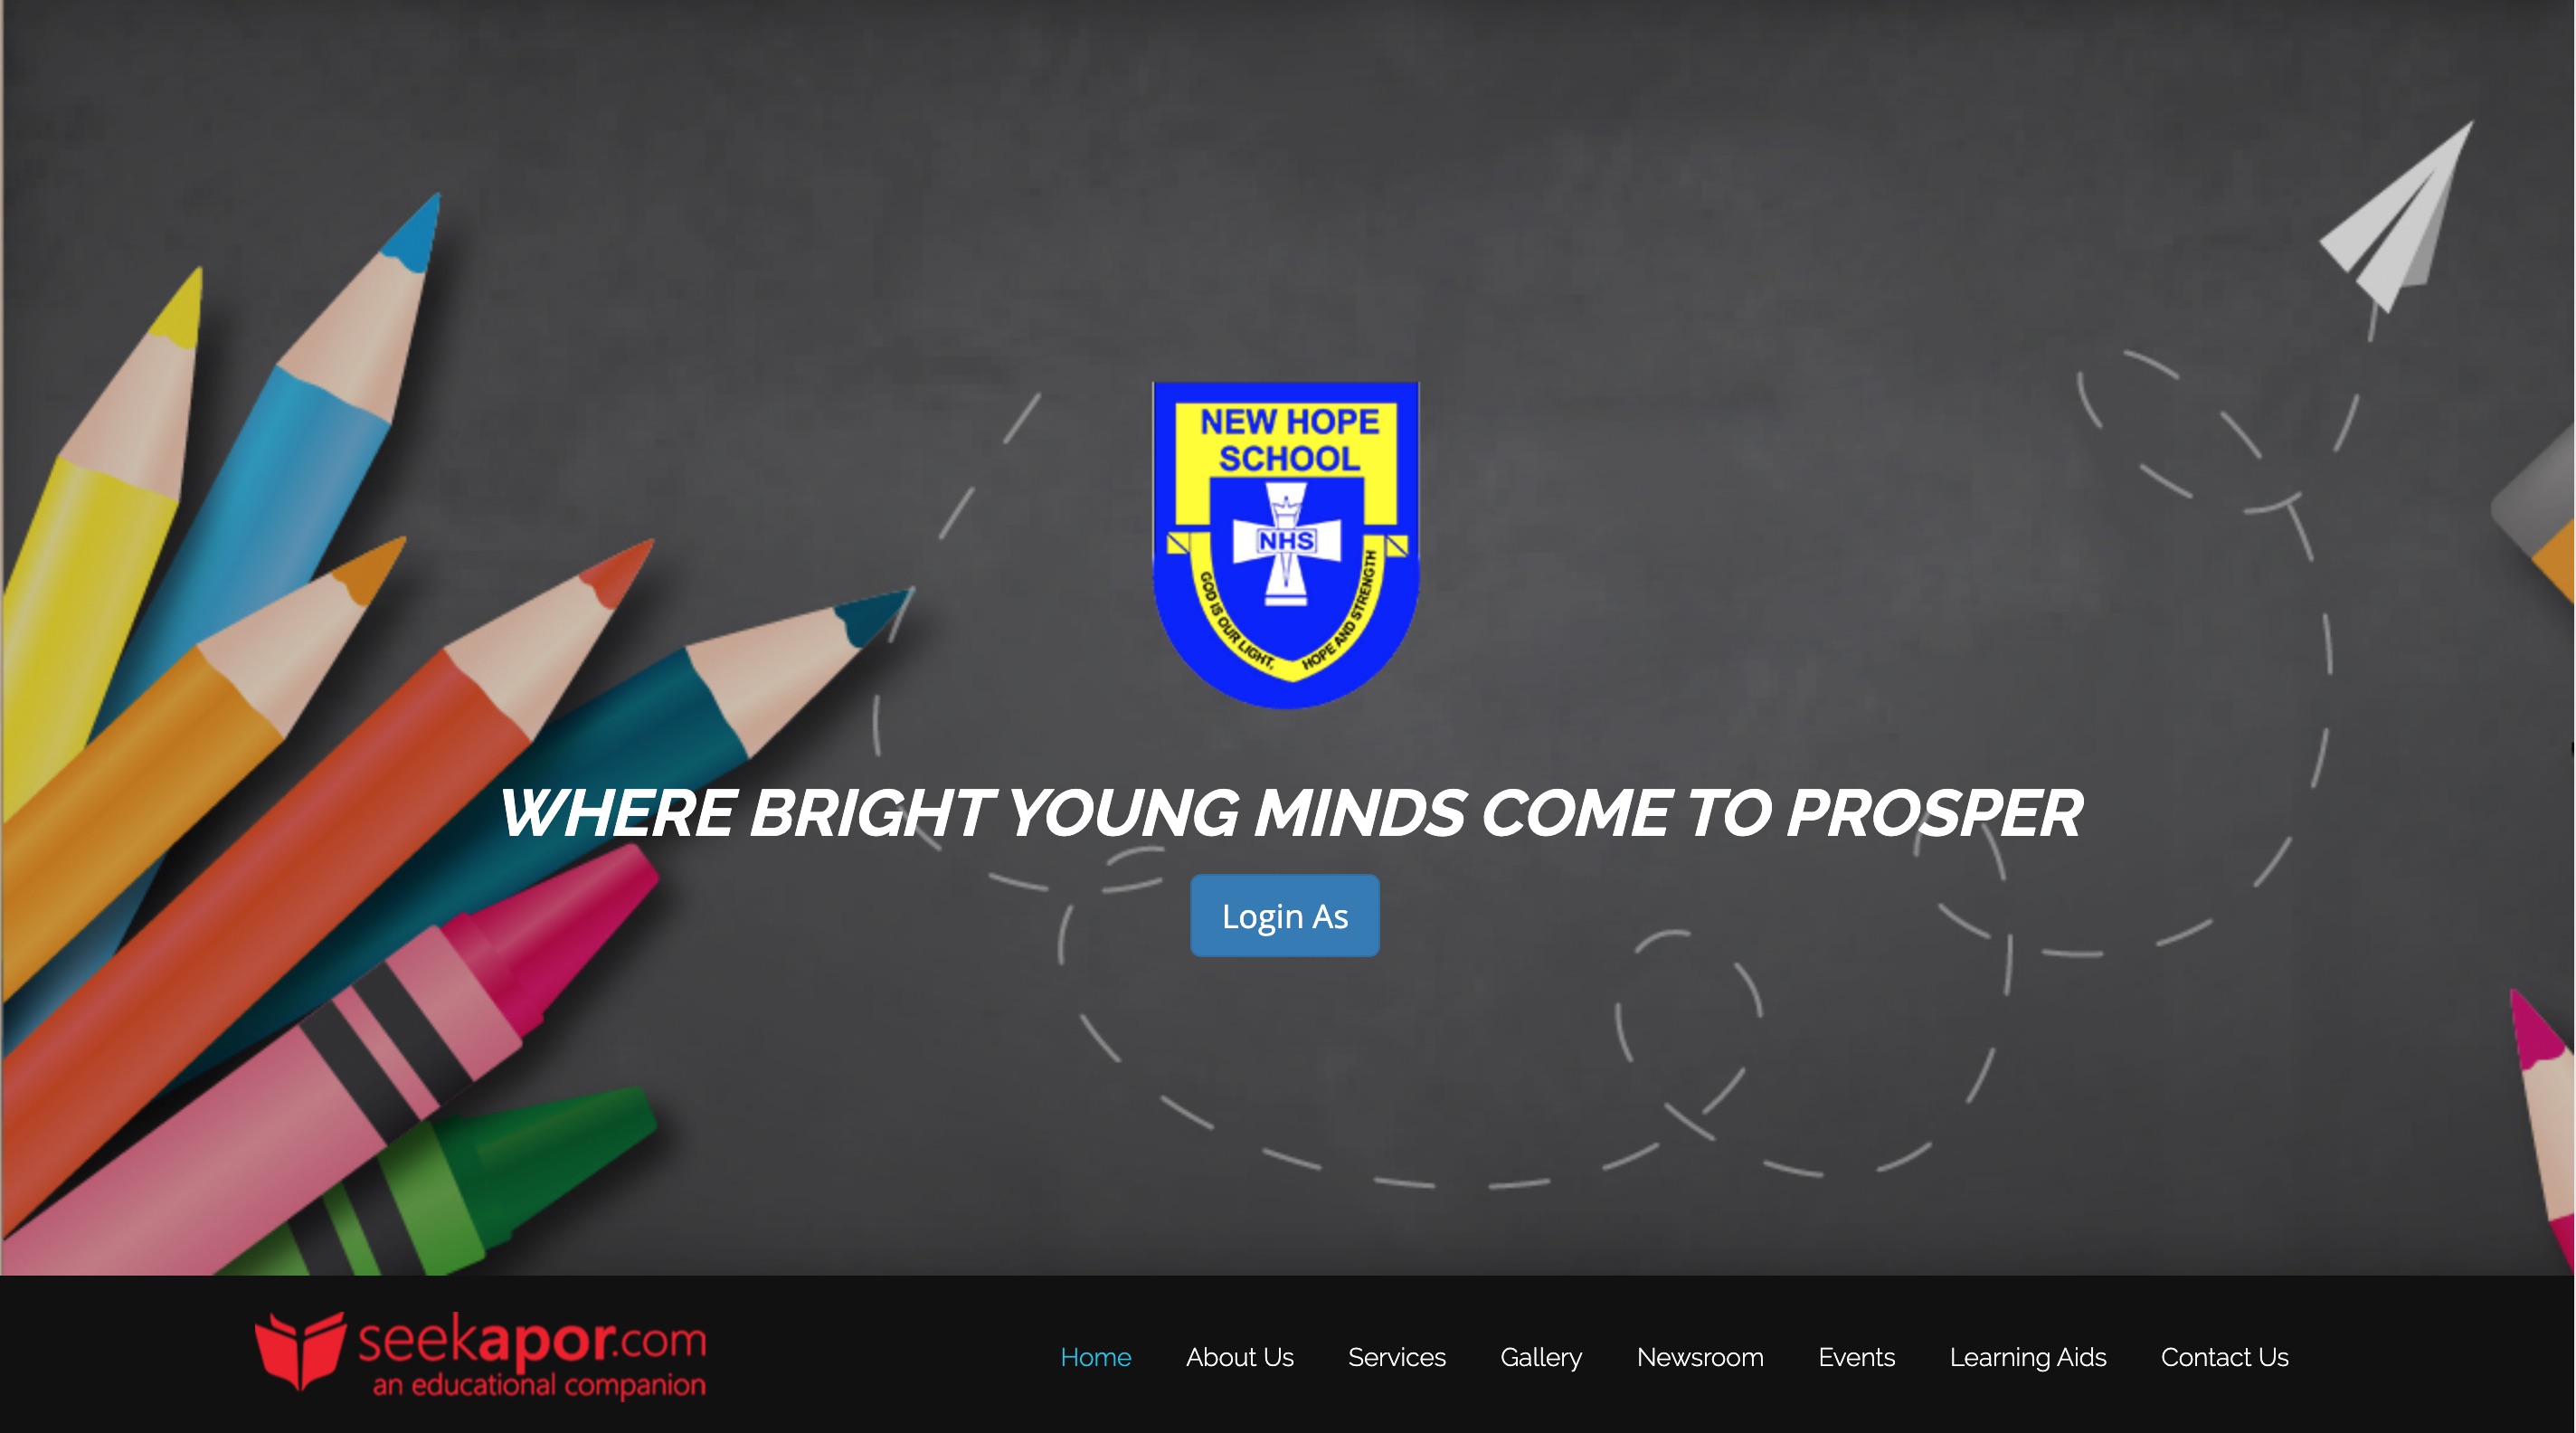 NEW HOPE
SCHOOL
NHS
GOD IS OUR LIGHT, HOPE AND STRENGTH
WHERE BRIGHT YOUNG MINDS COME TO PROSPER
Login As
seekapor.com
an educational companion
Home About Us Services Gallery Newsroom Events Learning Aids Contact Us